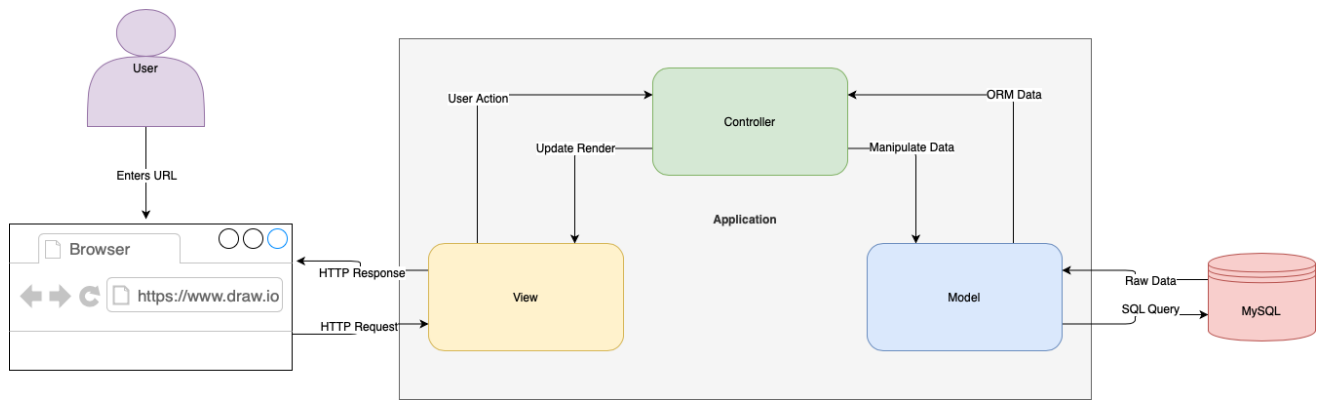 User
Enters URL
Browser
https://www.draw.io
HTTP Response
HTTP Request
User Action
Update Render
Controller
ORM Data
Manipulate Data
Application
View
Model
Raw Data
SQL Query
MySQL